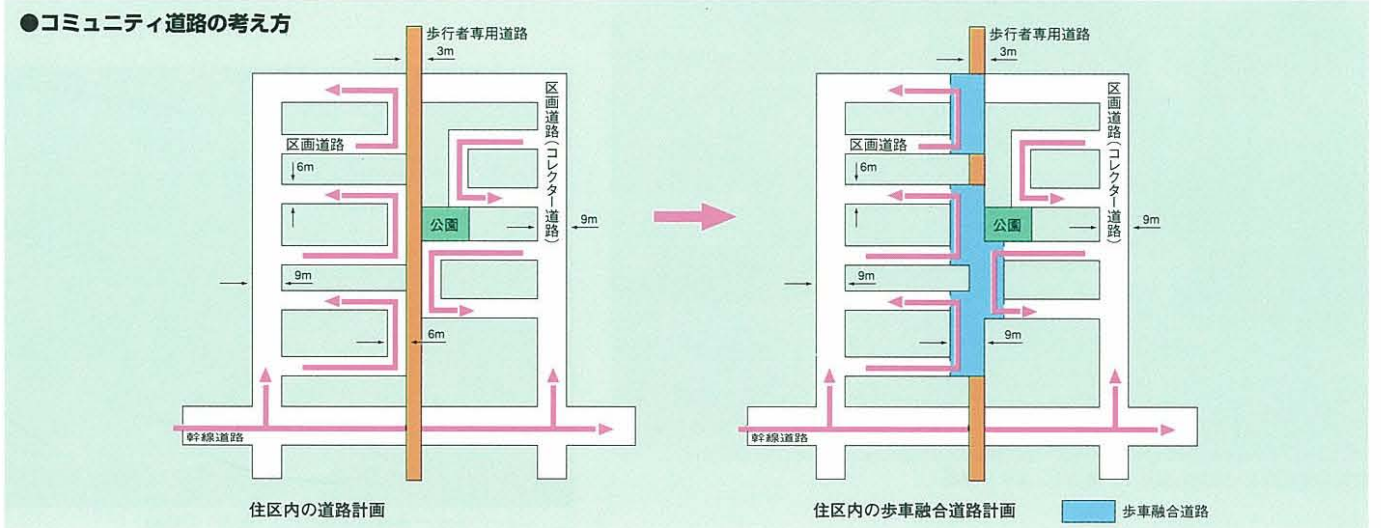 ●コミュニティ道路の考え方
歩行者専用道路
3m
区画道路(コレクター道路)
区画道路
6m
公園
9m
9m
6m
幹線道路
住区内の道路計画
歩行者専用道路
3m
区画道路(コレクター道路)
区画道路
6m
公園
9m
9m
9m
幹線道路
住区内の歩車融合道路計画
歩車融合道路